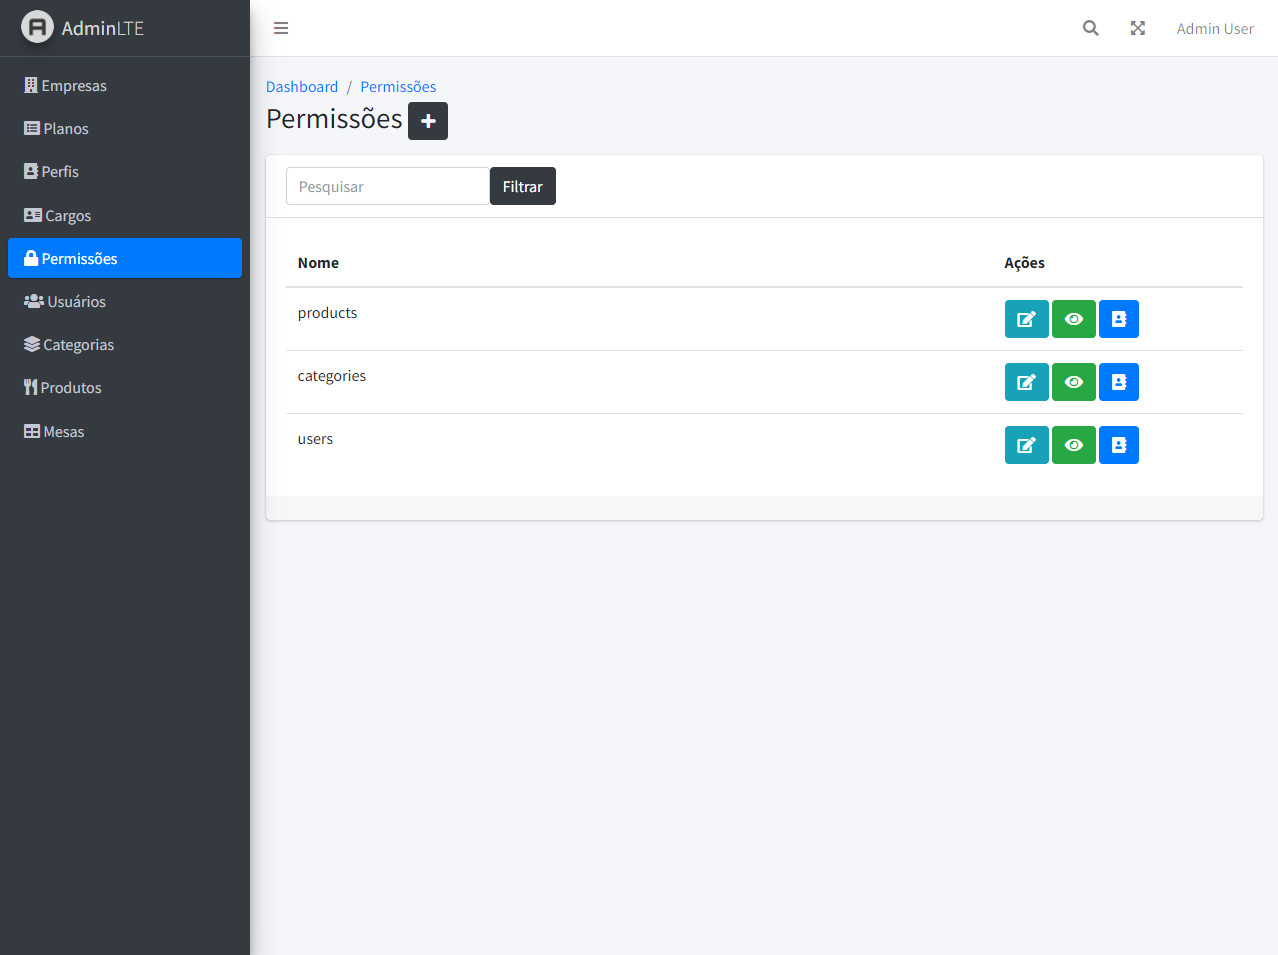 AdminLTE
Admin User
Empresas
Planos
Perfis
Cargos
Permissões
Usuários
Categorias
Produtos
Mesas
Dashboard / Permissões
Permissões
Pesquisar
Filtrar
Nome Ações
products
categories
users